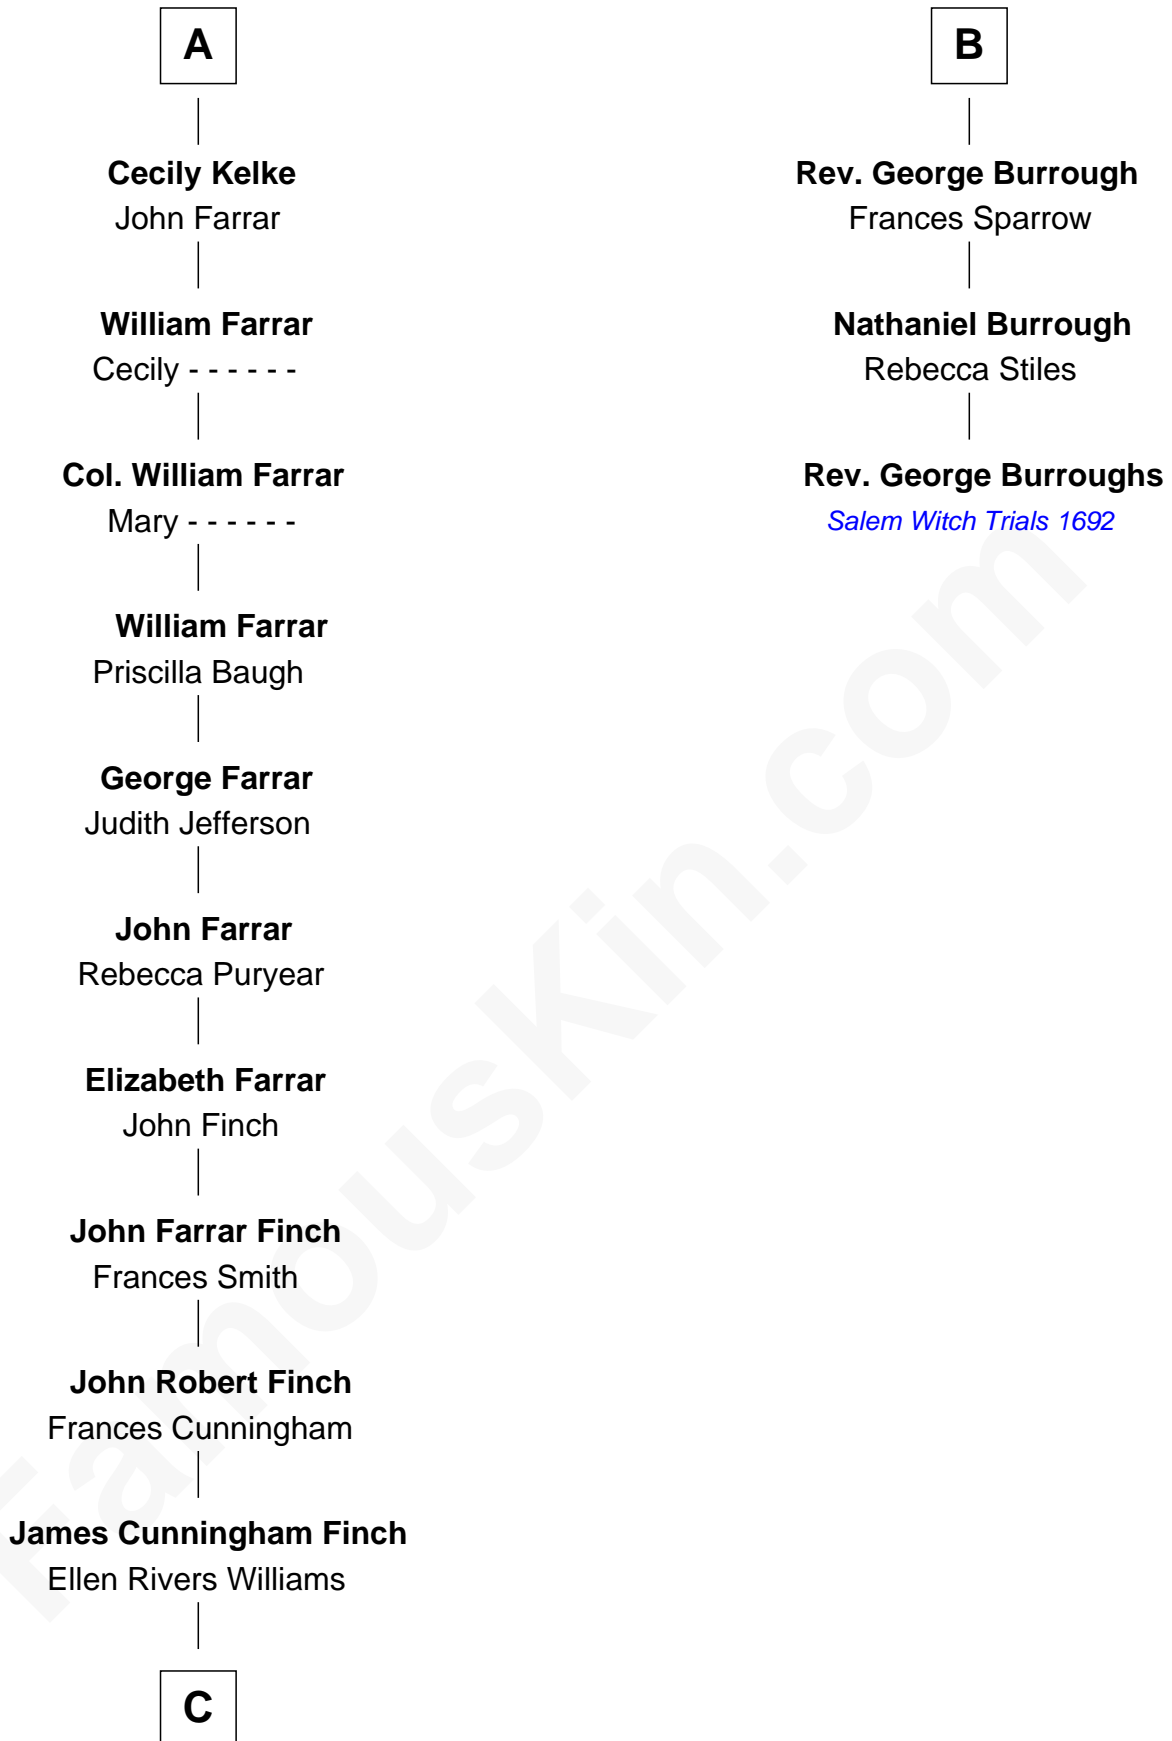 A
Cecily Kelke
John Farrar
William Farrar
Cecily - - - - - -
Col. William Farrar
Mary - - - - - -
William Farrar
Priscilla Baugh
George Farrar
Judith Jefferson
John Farrar
Rebecca Puryear
Elizabeth Farrar
John Finch
John Farrar Finch
Frances Smith
John Robert Finch
Frances Cunningham
James Cunningham Finch
Ellen Rivers Williams
C
B
Rev. George Burrough
Frances Sparrow
Nathaniel Burrough
Rebecca Stiles
Rev. George Burroughs
Salem Witch Trials 1692
FamousKin.com